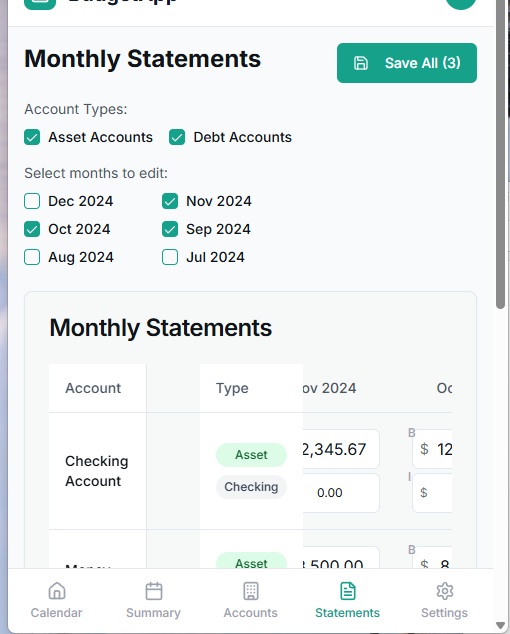 Monthly Statements
Save All (3)
Account Types:
Asset Accounts Debt Accounts
Select months to edit:
Dec 2024 Nov 2024
Oct 2024 Sep 2024
Aug 2024 Jul 2024
Monthly Statements
Account Type ov 2024 Oc
B
Asset 2,345.67 $ 12
Checking
Account
I
Checking 0.00 $
B
Asset 3,500.00 $ 8
Calendar Summary Accounts Statements Settings